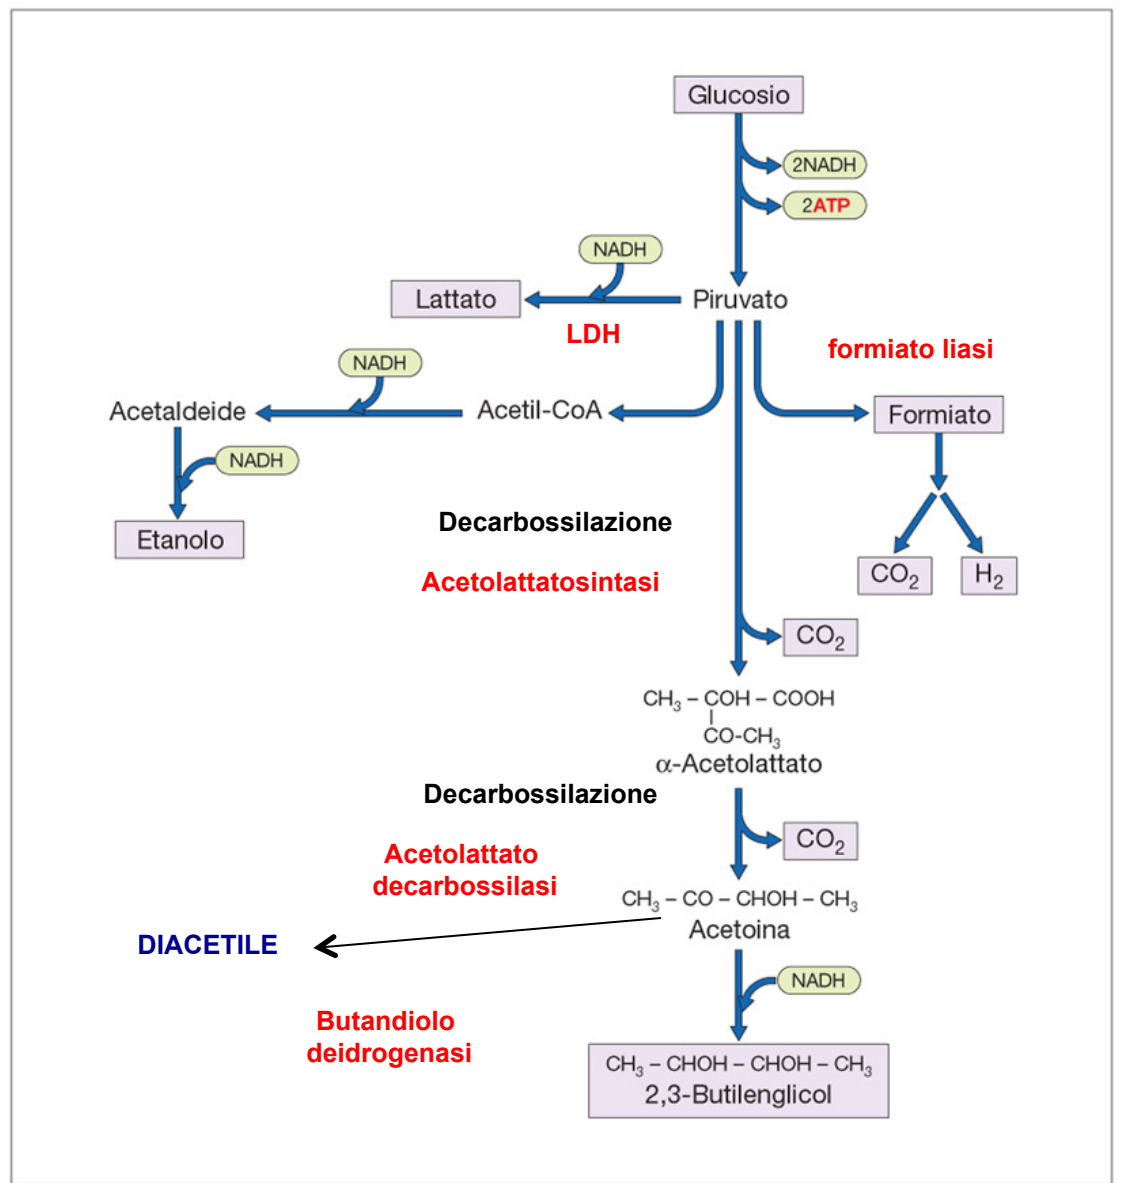 Glucosio
2NADH
2ATP
NADH
Lattato
Piruvato
LDH
formiato liasi
NADH
Acetaldeide
Acetil-CoA
Formiato
NADH
Etanolo
Decarbossilazione
CO2
H2
Acetolattatosintasi
CO2
CH3 – COH – COOH
CO-CH3
α-Acetolattato
Decarbossilazione
CO2
Acetolattato
decarbossilasi
CH3 – CO – CHOH – CH3
Acetoina
DIACETILE
NADH
Butandiolo
deidrogenasi
CH3 – CHOH – CHOH – CH3
2,3-Butilenglicol